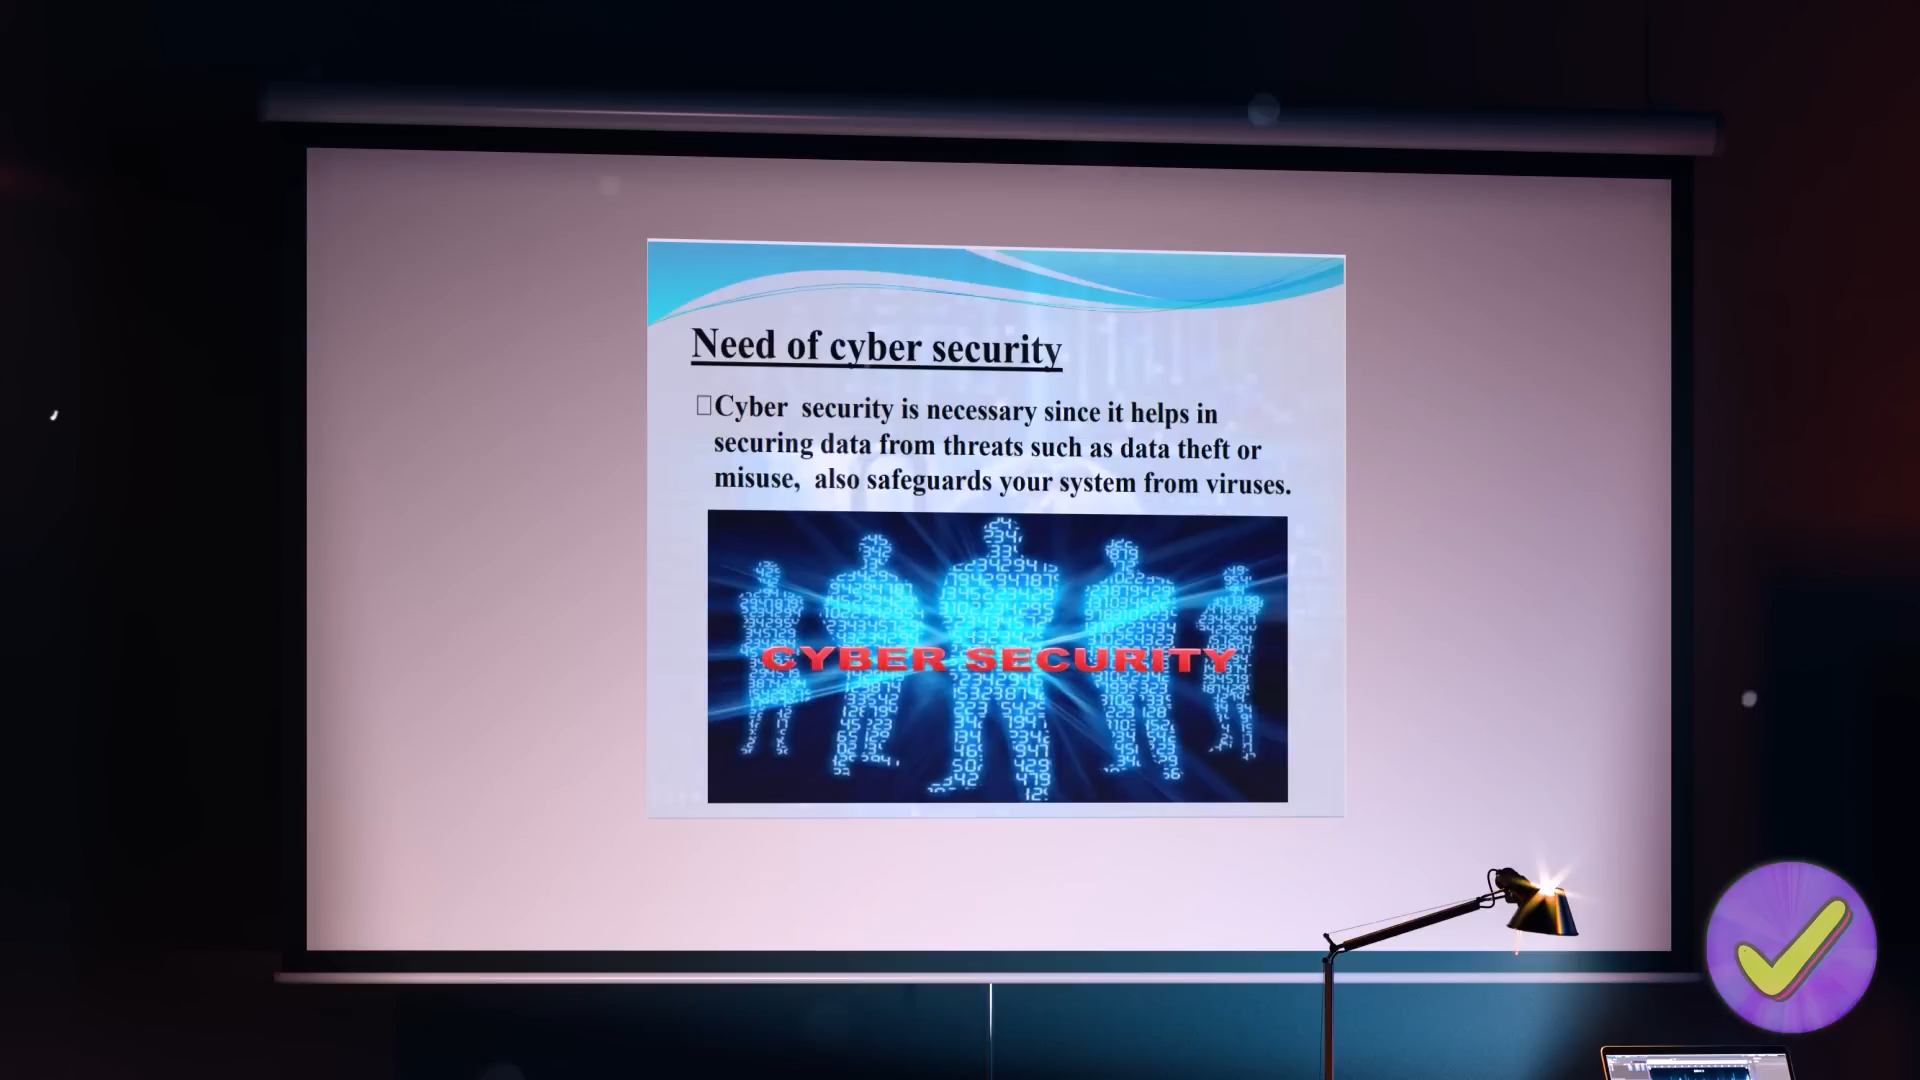 Need of cyber security
Cyber security is necessary since it helps in
securing data from threats such as data theft or
misuse, also safeguards your system from viruses.
CYBER SECURITY